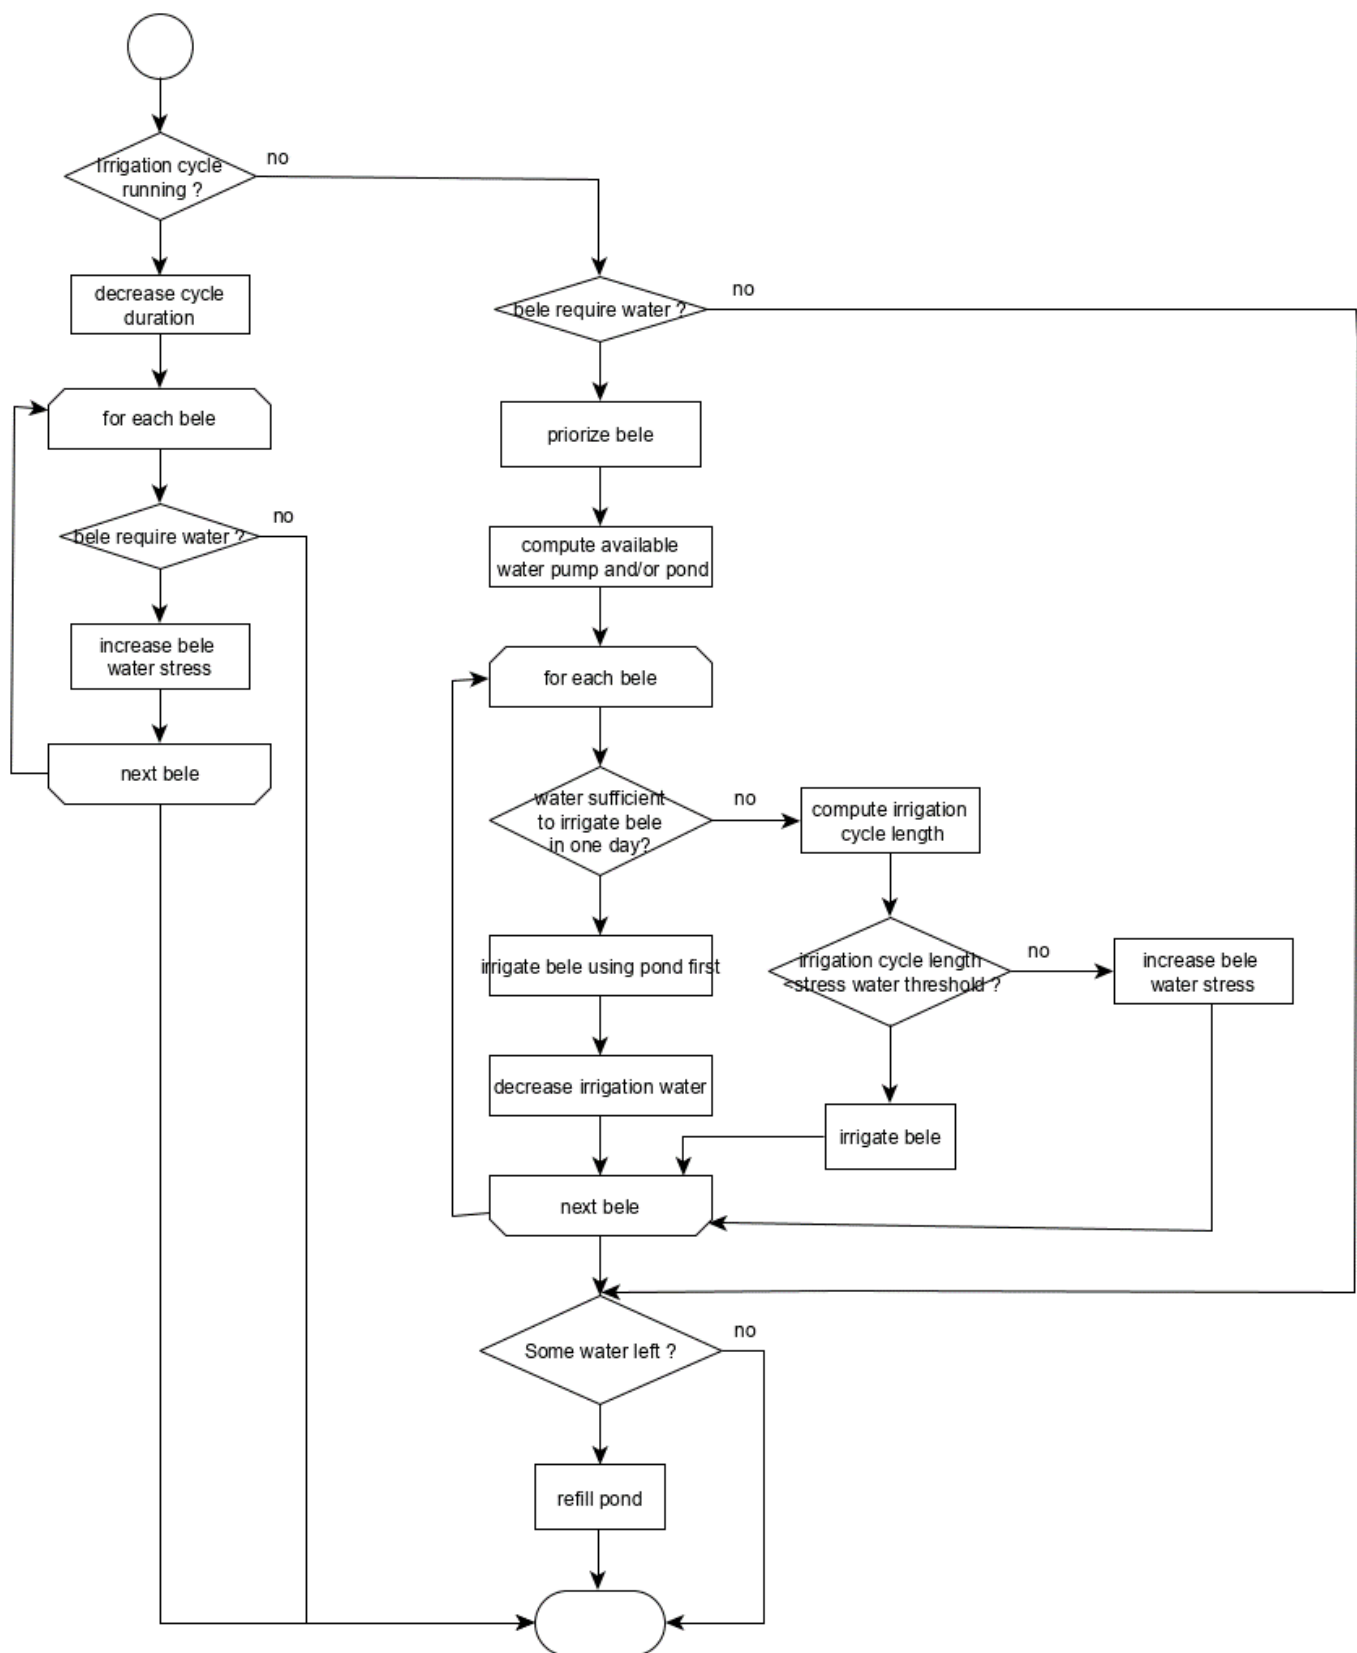 Irrigation cycle
running ?
no
decrease cycle
duration
for each bele
bele require water ?
no
increase bele
water stress
next bele
bele require water ?
no
priorize bele
compute available
water pump and/or pond
for each bele
water sufficient
to irrigate bele
in one day?
no
compute irrigation
cycle length
irrigate bele using pond first
irrigation cycle length
<stress water threshold ?
no
increase bele
water stress
decrease irrigation water
irrigate bele
next bele
Some water left ?
no
refill pond